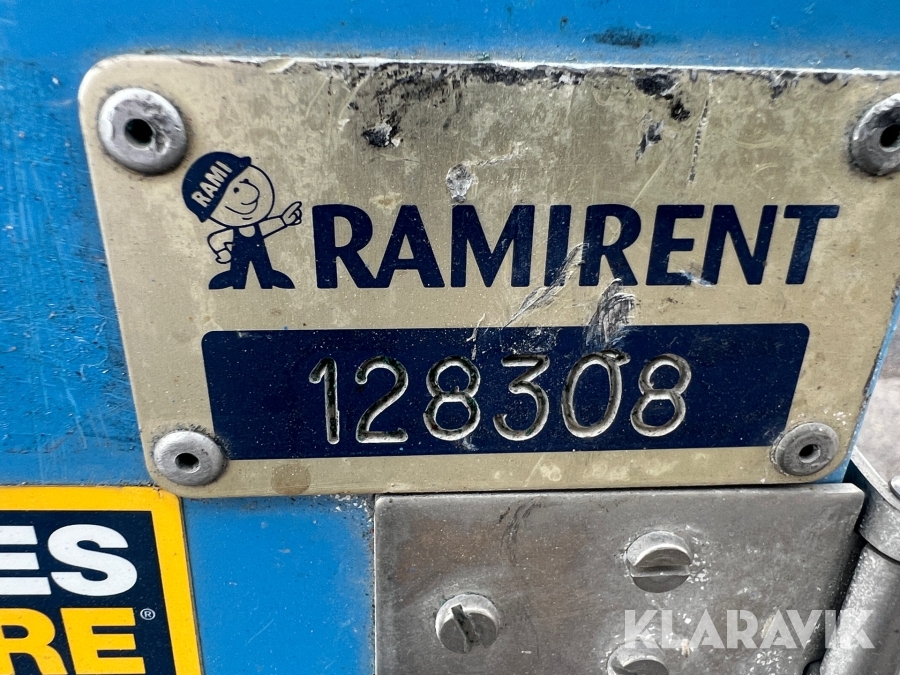 RAMI
RAMIRENT
128308
ES
RE®
KLARAVIK